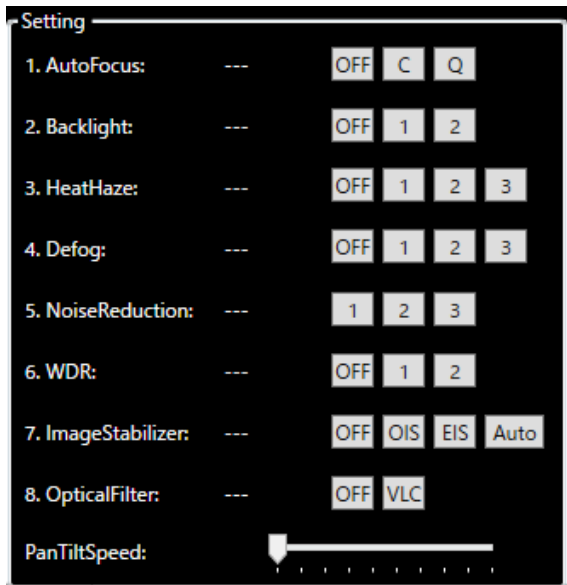 Setting
1. AutoFocus: --- OFF C Q
2. Backlight: --- OFF 1 2
3. HeatHaze: --- OFF 1 2 3
4. Defog: --- OFF 1 2 3
5. NoiseReduction: --- 1 2 3
6. WDR: --- OFF 1 2
7. ImageStabilizer: --- OFF OIS EIS Auto
8. OpticalFilter: --- OFF VLC
PanTiltSpeed: